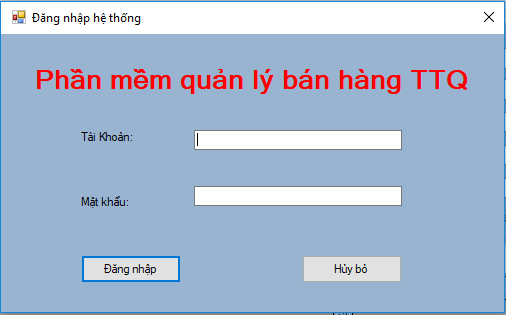 Đăng nhập hệ thống
Phần mềm quản lý bán hàng TTQ
Tài Khoản:
Mật khẩu:
Đăng nhập
Hủy bỏ